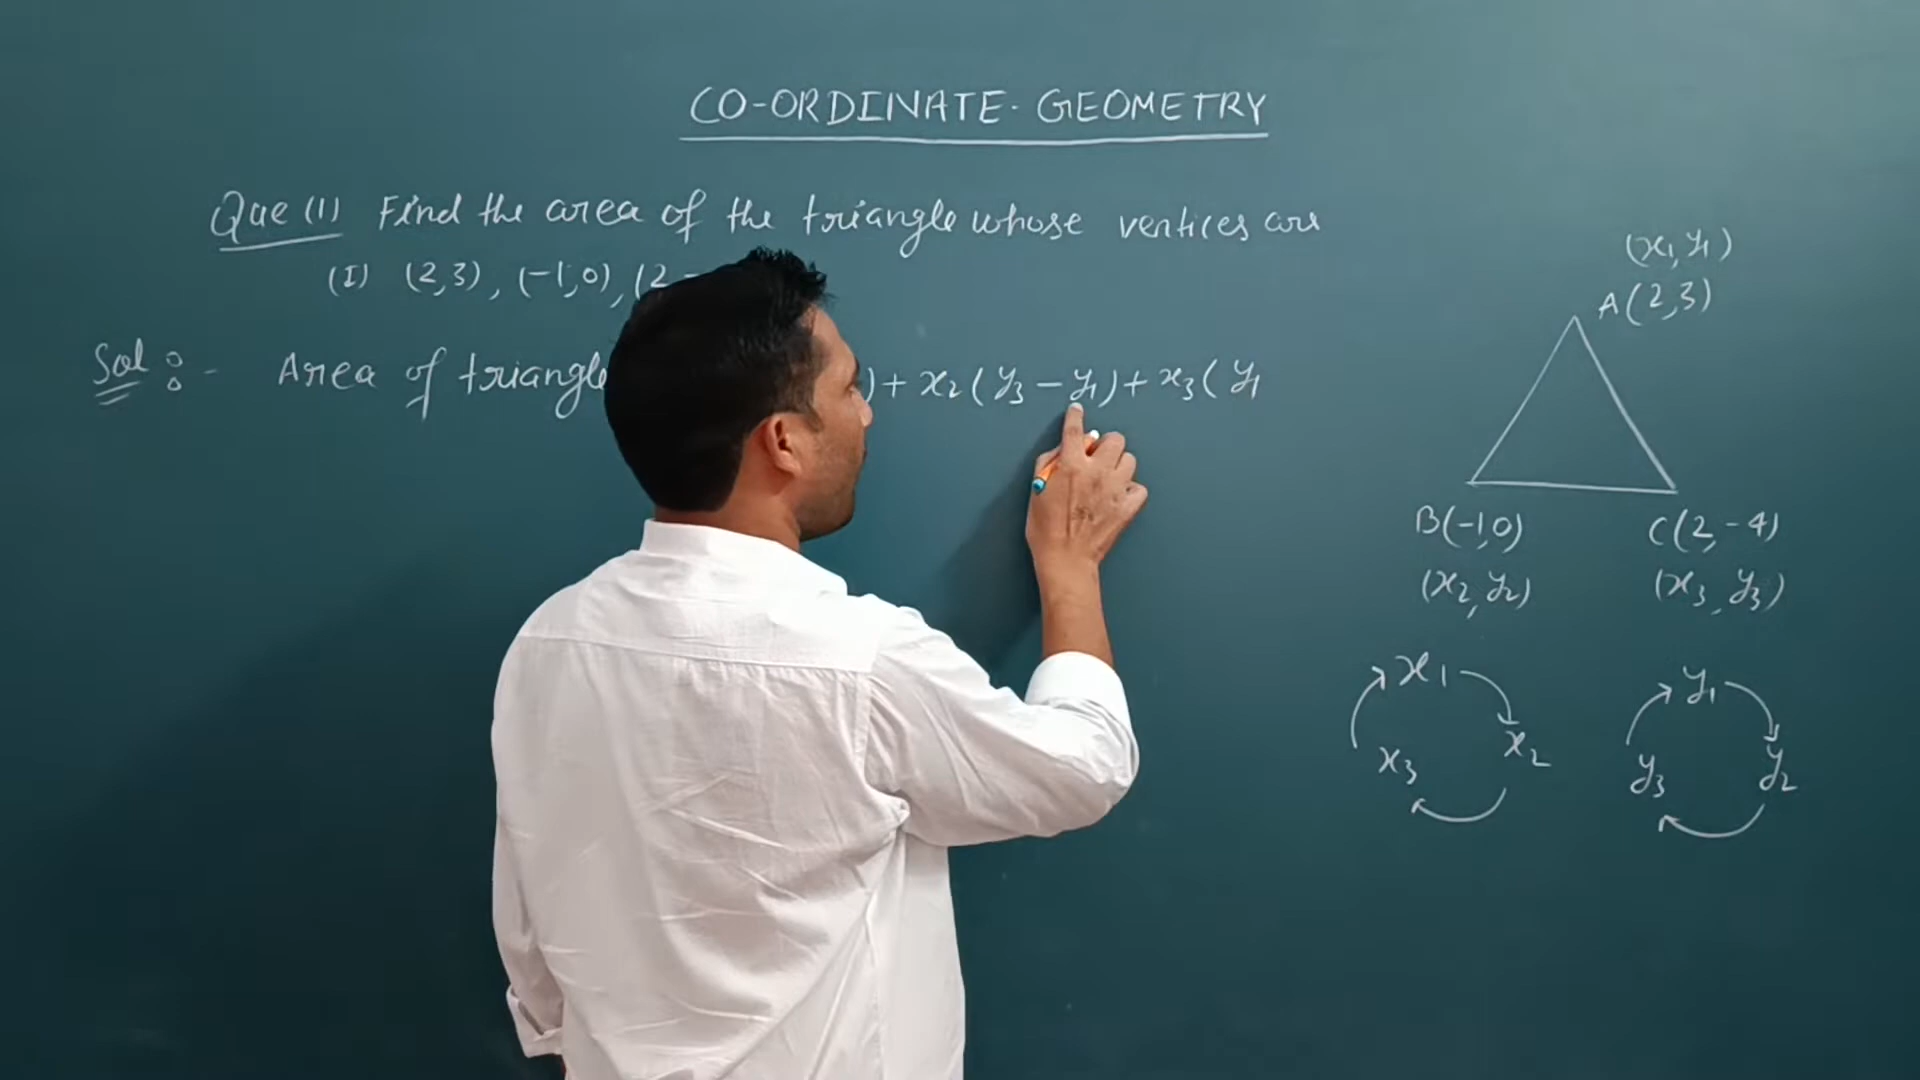 CO-ORDINATE-GEOMETRY
Que (1) Find the area of the triangle whose vertices are
(I) (2,3), (-1,0), (2
Sol :- Area of triangle ) + x₂ ( y₃ - y₁) + x₃ ( y₁
(x₁, y₁)
A(2,3)
B(-1,0) C(2,-4)
(x₂, y₂) (x₃, y₃)
x₁ y₁
x₃ x₂ y₃ y₂